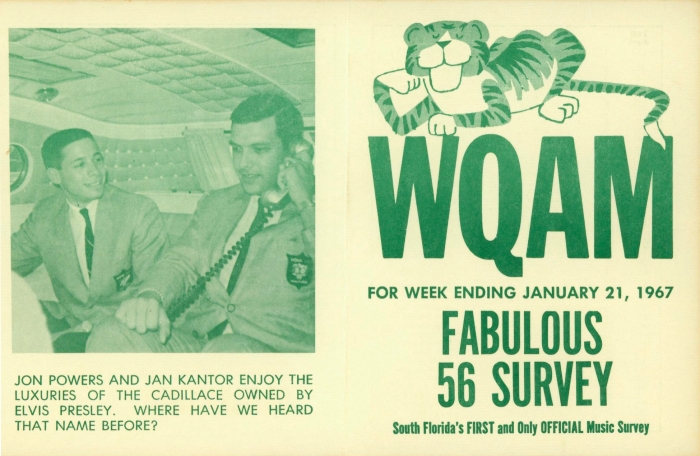 JON POWERS AND JAN KANTOR ENJOY THE
LUXURIES OF THE CADILLACE OWNED BY
ELVIS PRESLEY. WHERE HAVE WE HEARD
THAT NAME BEFORE?
WQAM
FOR WEEK ENDING JANUARY 21, 1967
FABULOUS
56 SURVEY
South Florida's FIRST and Only OFFICIAL Music Survey